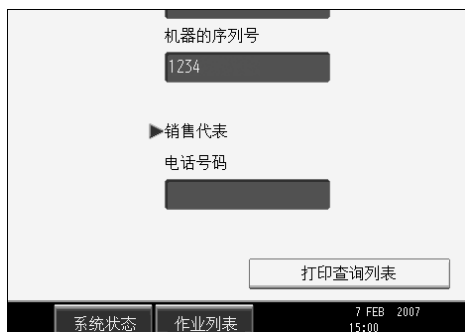 机器的序列号
1234
▶销售代表
电话号码
打印查询列表
系统状态 作业列表 7 FEB 2007
15:00